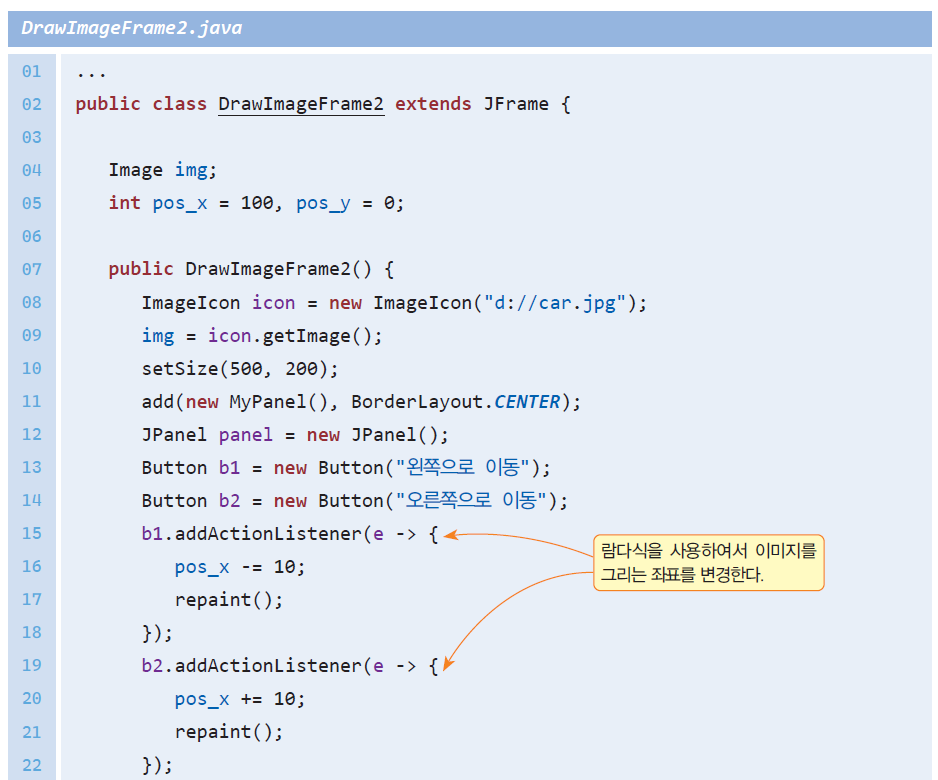 DrawImageFrame2.java
01 ...
02 public class DrawImageFrame2 extends JFrame {
03
04 Image img;
05 int pos_x = 100, pos_y = 0;
06
07 public DrawImageFrame2() {
08 ImageIcon icon = new ImageIcon("d://car.jpg");
09 img = icon.getImage();
10 setSize(500, 200);
11 add(new MyPanel(), BorderLayout.CENTER);
12 JPanel panel = new JPanel();
13 Button b1 = new Button("왼쪽으로 이동");
14 Button b2 = new Button("오른쪽으로 이동");
15 b1.addActionListener(e -> {
람다식을 사용하여서 이미지를
그리는 좌표를 변경한다.
16 pos_x -= 10;
17 repaint();
18 });
19 b2.addActionListener(e -> {
20 pos_x += 10;
21 repaint();
22 });